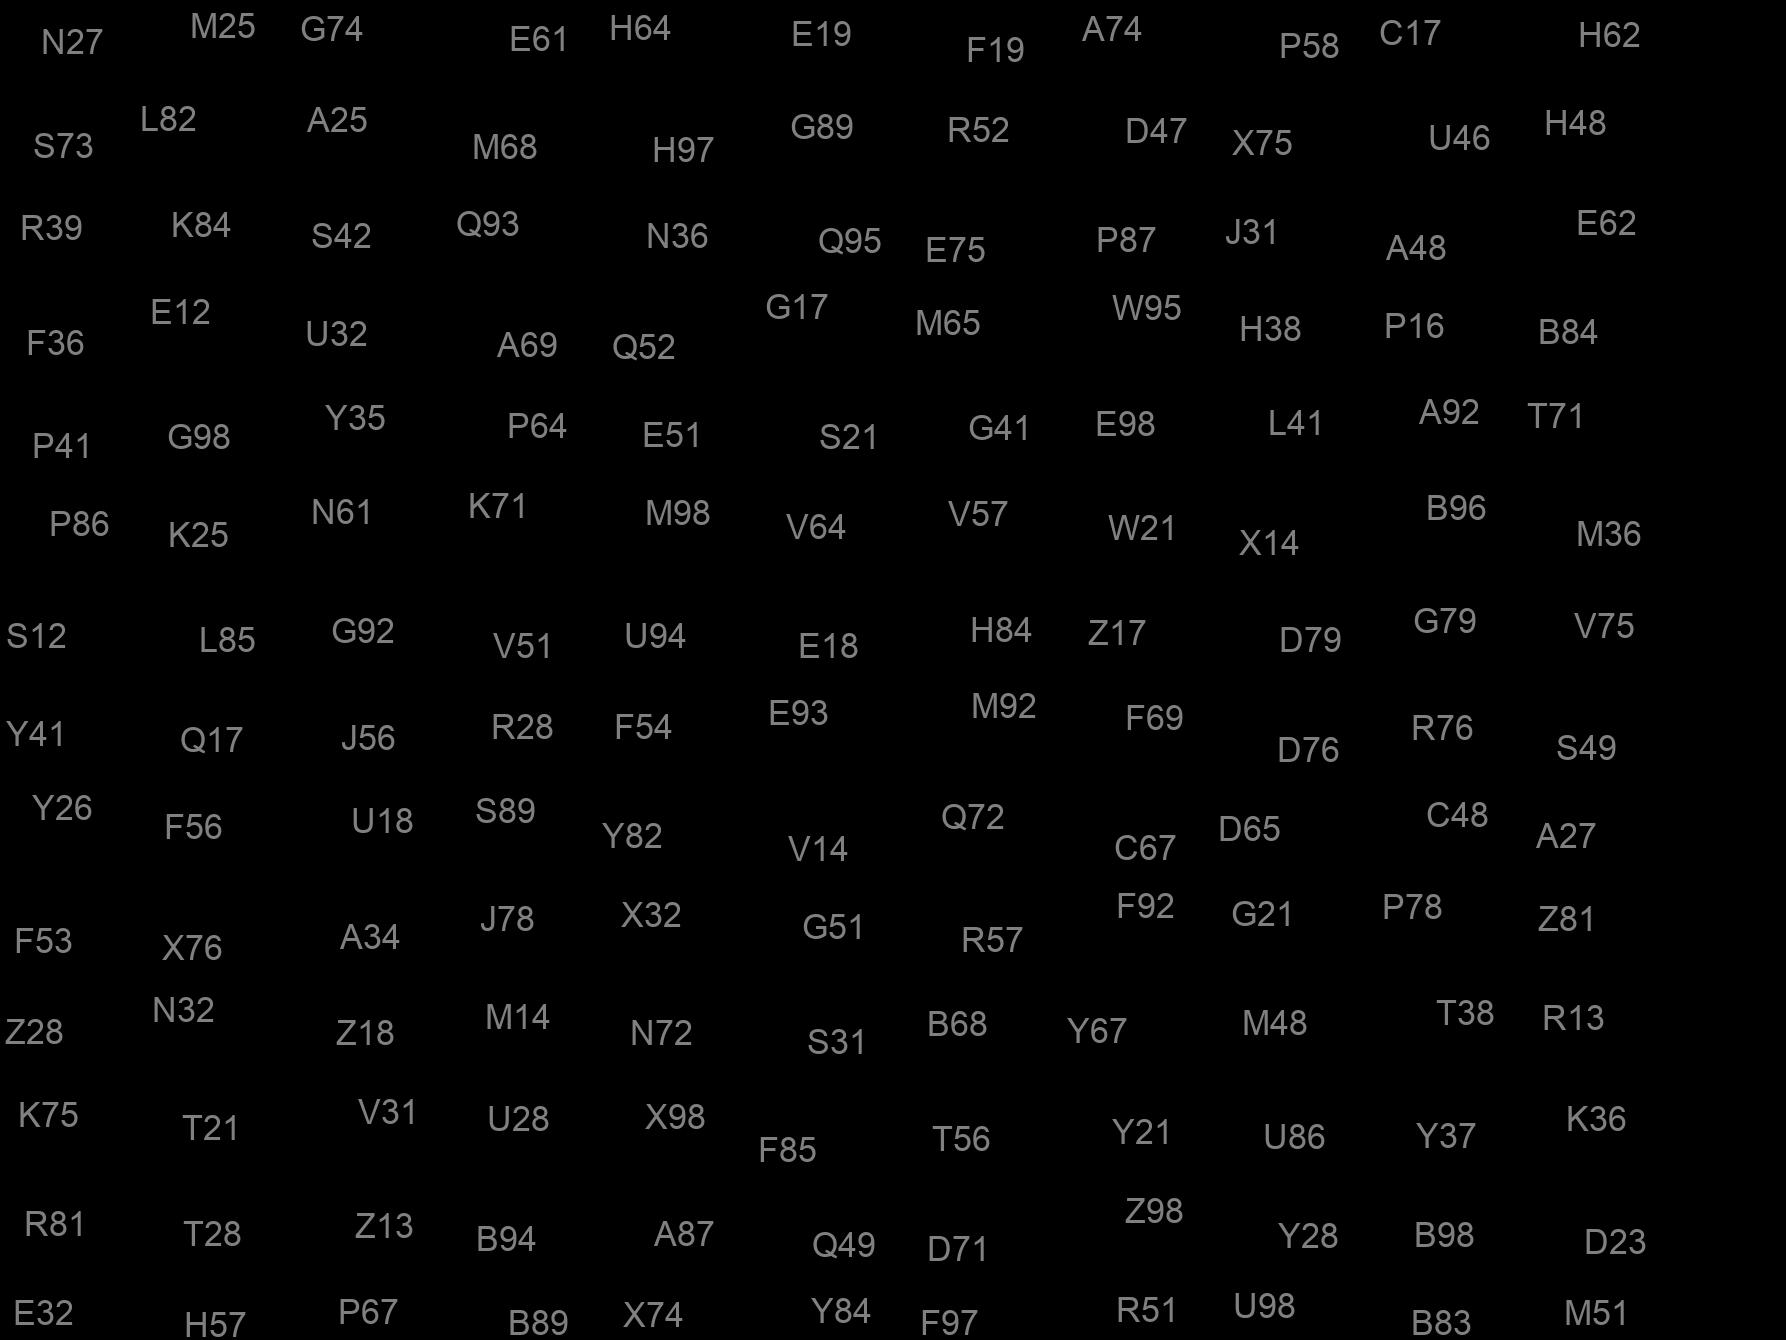 N27 M25 G74 E61 H64 E19 F19 A74 P58 C17 H62
S73 L82 A25 M68 H97 G89 R52 D47 X75 U46 H48
R39 K84 S42 Q93 N36 Q95 E75 P87 J31 A48 E62
F36 E12 U32 A69 Q52 G17 M65 W95 H38 P16 B84
P41 G98 Y35 P64 E51 S21 G41 E98 L41 A92 T71
P86 K25 N61 K71 M98 V64 V57 W21 X14 B96 M36
S12 L85 G92 V51 U94 E18 H84 Z17 D79 G79 V75
Y41 Q17 J56 R28 F54 E93 M92 F69 D76 R76 S49
Y26 F56 U18 S89 Y82 V14 Q72 C67 D65 C48 A27
F53 X76 A34 J78 X32 G51 R57 F92 G21 P78 Z81
Z28 N32 Z18 M14 N72 S31 B68 Y67 M48 T38 R13
K75 T21 V31 U28 X98 F85 T56 Y21 U86 Y37 K36
R81 T28 Z13 B94 A87 Q49 D71 Z98 Y28 B98 D23
E32 H57 P67 B89 X74 Y84 F97 R51 U98 B83 M51